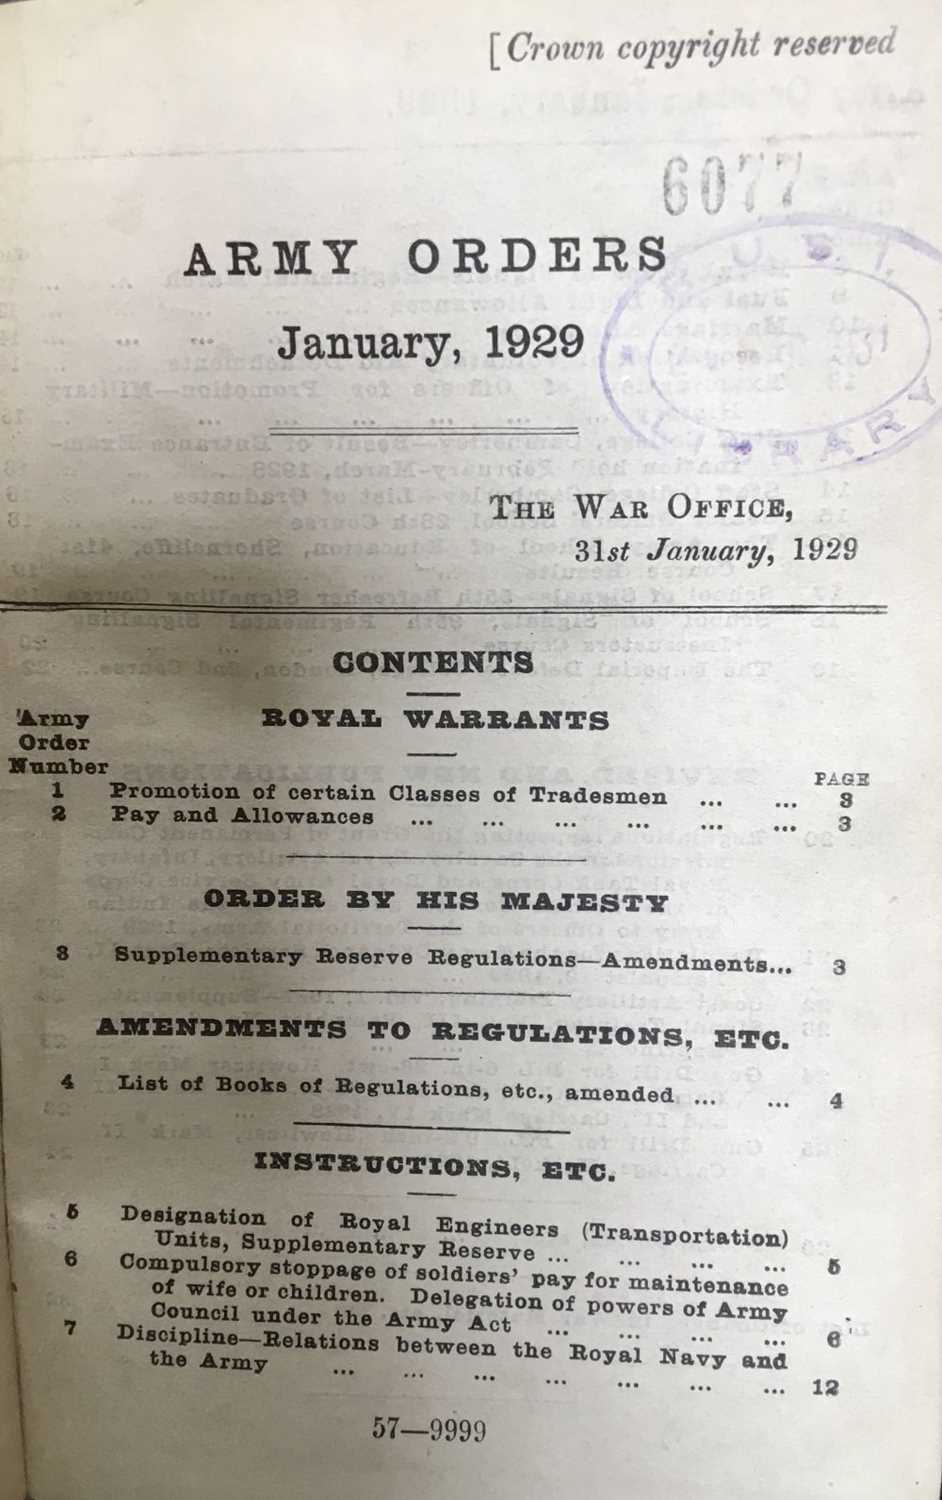 [Crown copyright reserved
6077
ARMY ORDERS
January, 1929
U. S. I.
LIBRARY
THE WAR OFFICE,
31st January, 1929
CONTENTS
ROYAL WARRANTS
Army
Order
Number
PAGE
1 Promotion of certain Classes of Tradesmen ... ... 3
2 Pay and Allowances ... ... ... ... ... ... 3
ORDER BY HIS MAJESTY
3 Supplementary Reserve Regulations—Amendments... 3
AMENDMENTS TO REGULATIONS, ETC.
4 List of Books of Regulations, etc., amended ... ... 4
INSTRUCTIONS, ETC.
5 Designation of Royal Engineers (Transportation)
Units, Supplementary Reserve ... ... ... ... 5
6 Compulsory stoppage of soldiers' pay for maintenance
of wife or children. Delegation of powers of Army
Council under the Army Act ... ... ... ... 6
7 Discipline—Relations between the Royal Navy and
the Army ... ... ... ... ... ... ... 12
57—9999